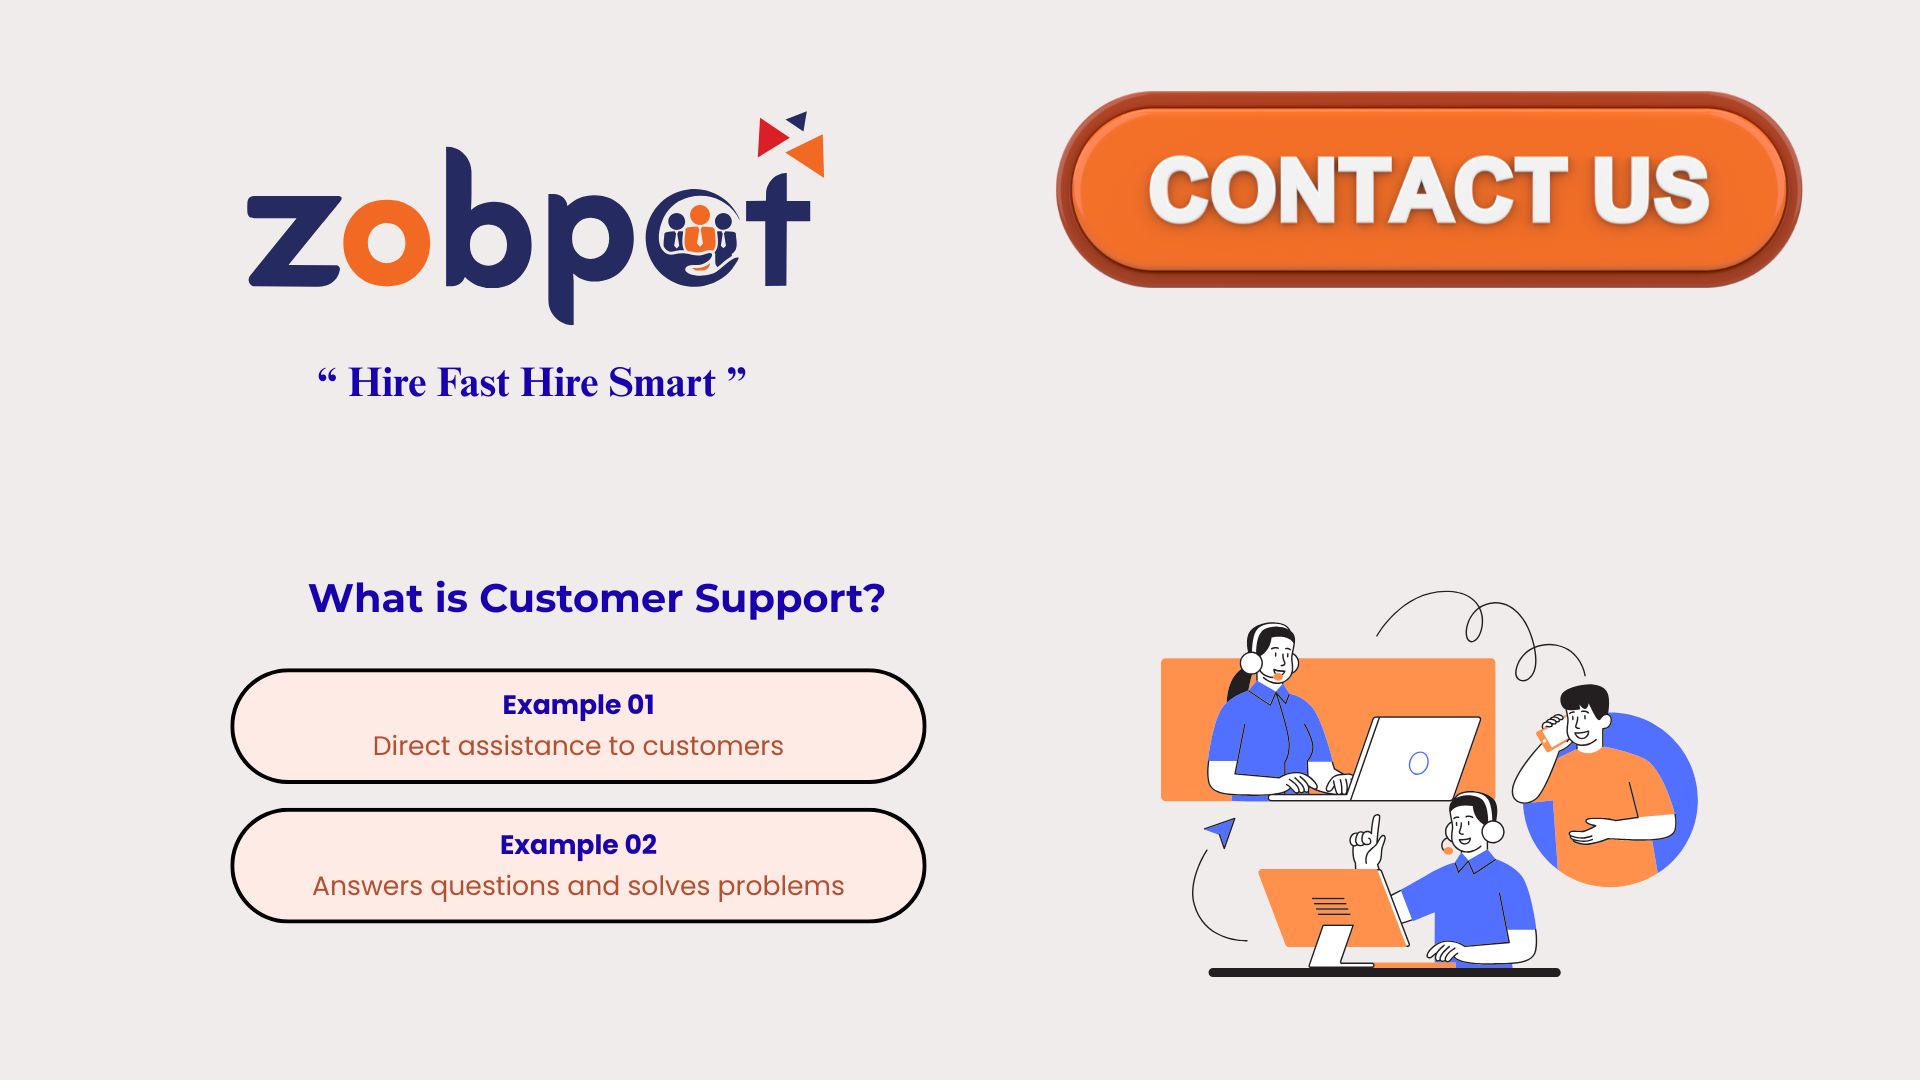 zobpot
CONTACT US
“ Hire Fast Hire Smart ”
What is Customer Support?
Example 01
Direct assistance to customers
Example 02
Answers questions and solves problems